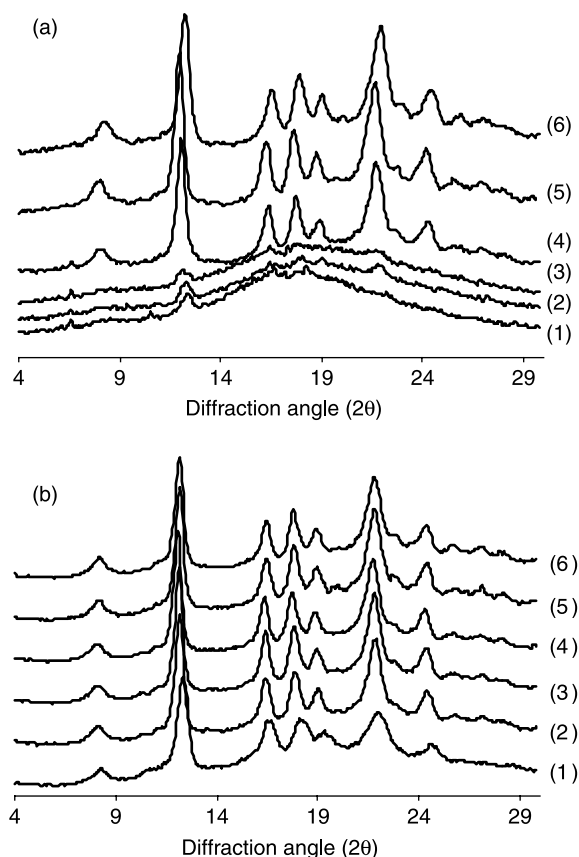 (a)
(6)
(5)
(4)
(3)
(2)
(1)
4 9 14 19 24 29
Diffraction angle (2θ)
(b)
(6)
(5)
(4)
(3)
(2)
(1)
4 9 14 19 24 29
Diffraction angle (2θ)